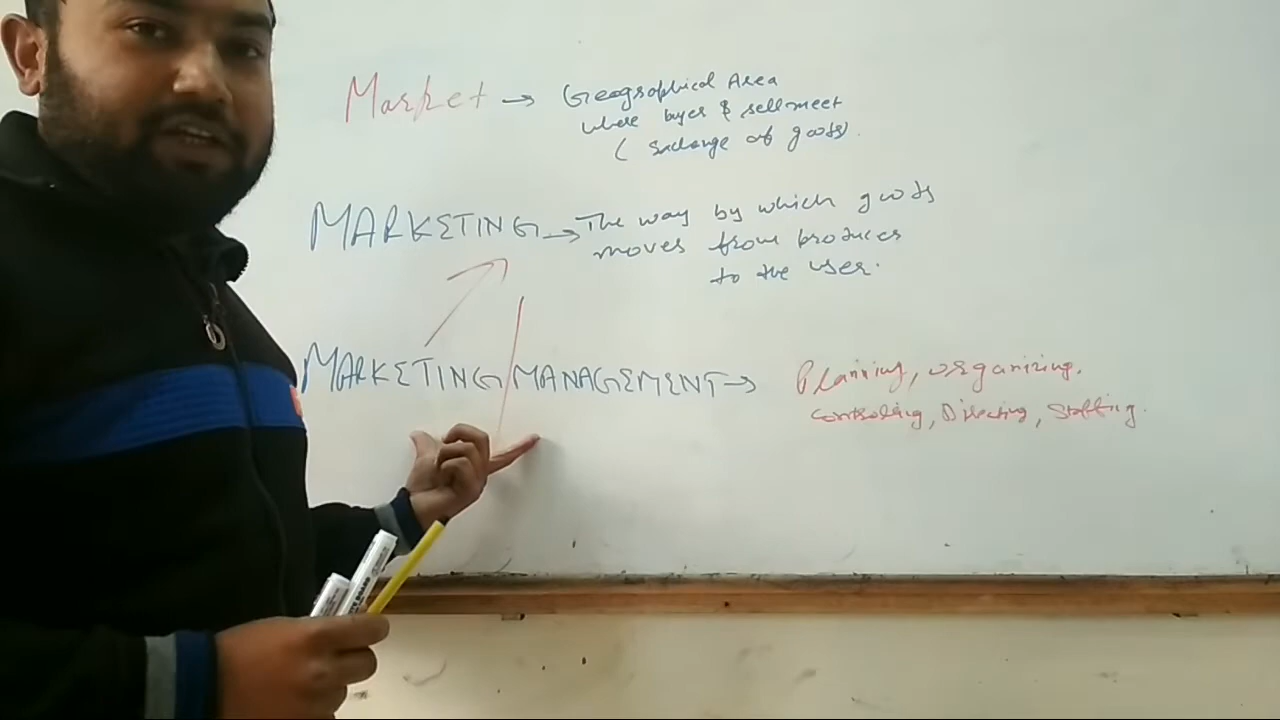 Market → Geographical Area
where buyer & sell meet
( Exchange of goods).
MARKETING → The way by which goods
moves from producer
to the user.
MARKETING/MANAGEMENT → Planning, organizing.
Controlling, Directing, Staffing.